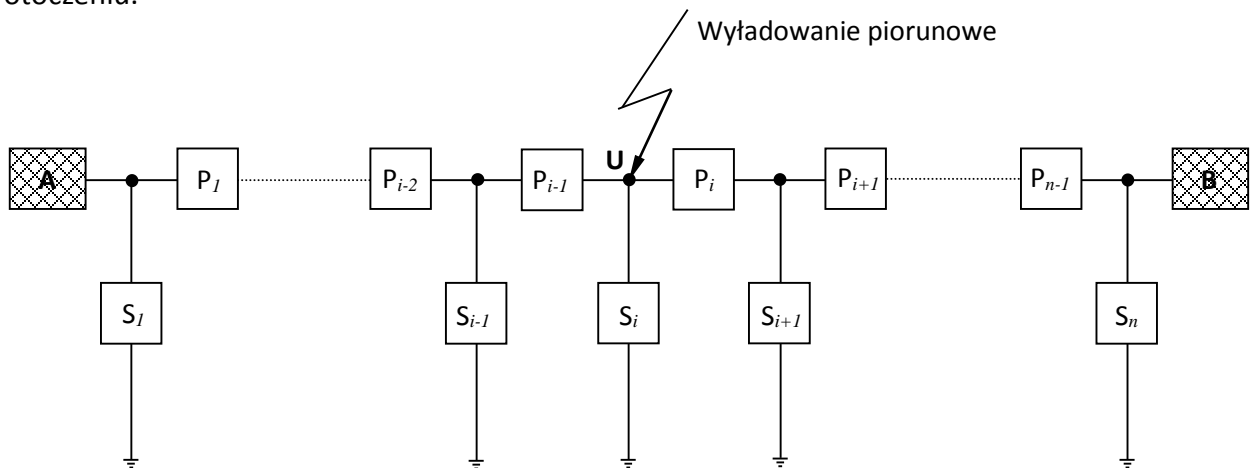 otoczeniu.
Wyładowanie piorunowe
A P1 Pi-2 Pi-1 U Pi Pi+1 Pn-1 B
S1 Si-1 Si Si+1 Sn